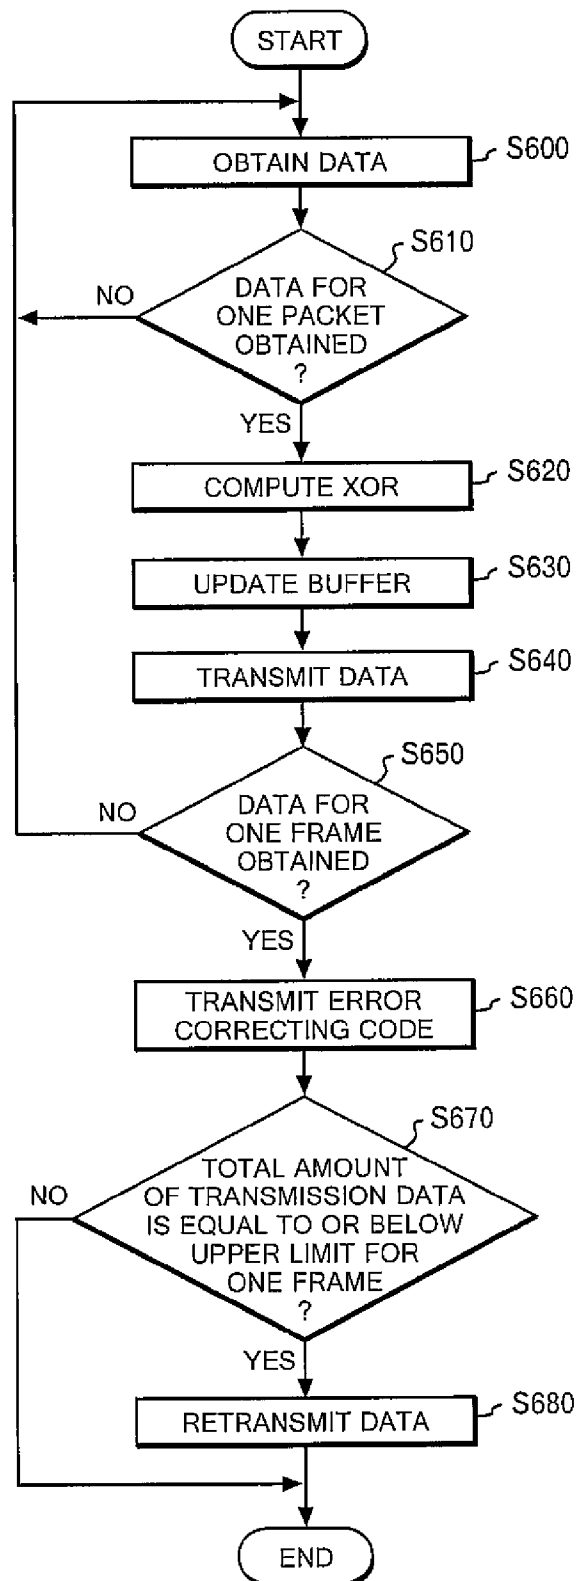 START
OBTAIN DATA
S600
S610
DATA FOR
ONE PACKET
OBTAINED
?
NO
YES
COMPUTE XOR
S620
UPDATE BUFFER
S630
TRANSMIT DATA
S640
S650
DATA FOR
ONE FRAME
OBTAINED
?
NO
YES
TRANSMIT ERROR
CORRECTING CODE
S660
S670
TOTAL AMOUNT
OF TRANSMISSION DATA
IS EQUAL TO OR BELOW
UPPER LIMIT FOR
ONE FRAME
?
NO
YES
RETRANSMIT DATA
S680
END